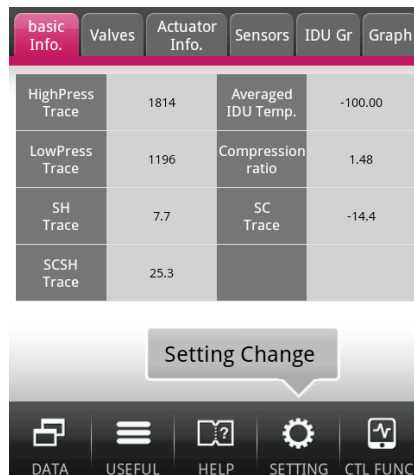 basic Info.
Valves
Actuator Info.
Sensors
IDU Gr
Graph
HighPress Trace
1814
Averaged IDU Temp.
-100.00
LowPress Trace
1196
Compression ratio
1.48
SH Trace
7.7
SC Trace
-14.4
SCSH Trace
25.3
Setting Change
DATA
USEFUL
HELP
SETTING
CTL FUNC